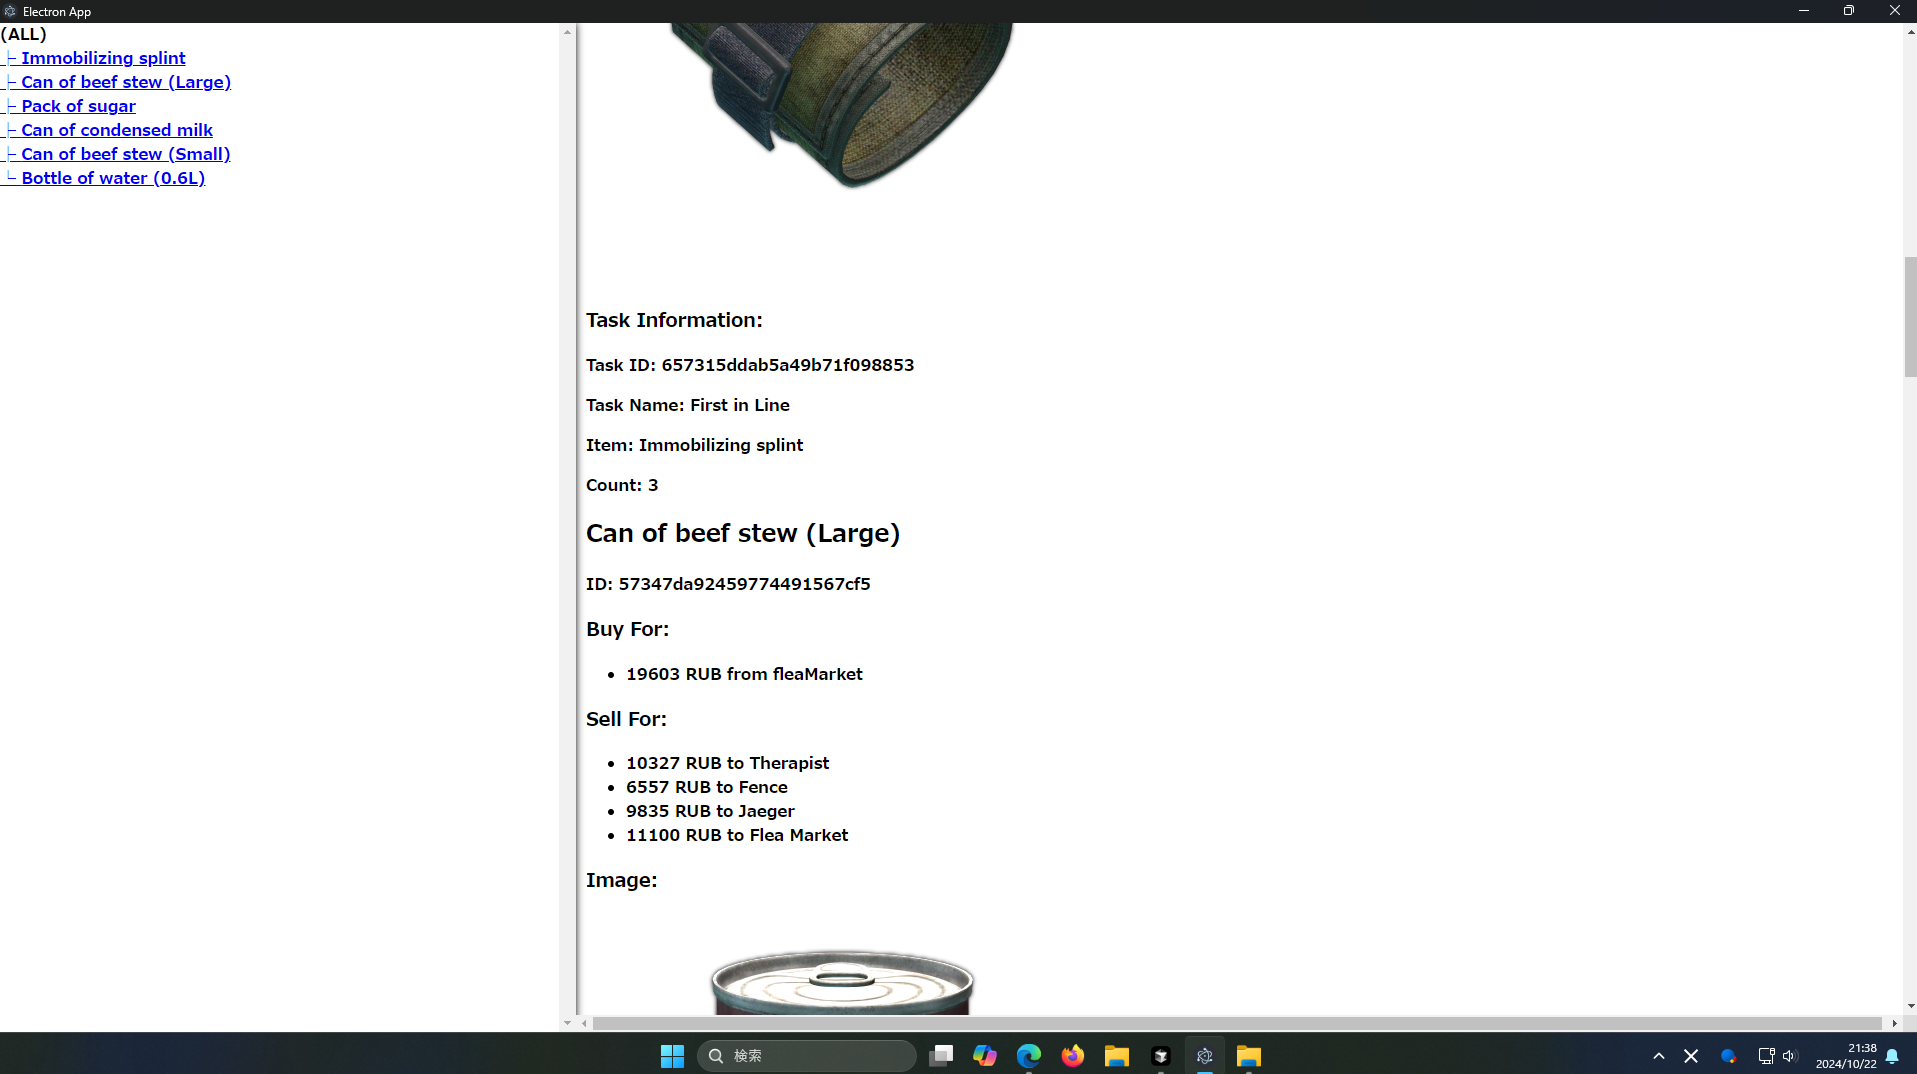 Electron App
(ALL)
├ Immobilizing splint
├ Can of beef stew (Large)
├ Pack of sugar
├ Can of condensed milk
├ Can of beef stew (Small)
└ Bottle of water (0.6L)
Task Information:
Task ID: 657315ddab5a49b71f098853
Task Name: First in Line
Item: Immobilizing splint
Count: 3
Can of beef stew (Large)
ID: 57347da92459774491567cf5
Buy For:
• 19603 RUB from fleaMarket
Sell For:
• 10327 RUB to Therapist
• 6557 RUB to Fence
• 9835 RUB to Jaeger
• 11100 RUB to Flea Market
Image:
検索
21:38
2024/10/22